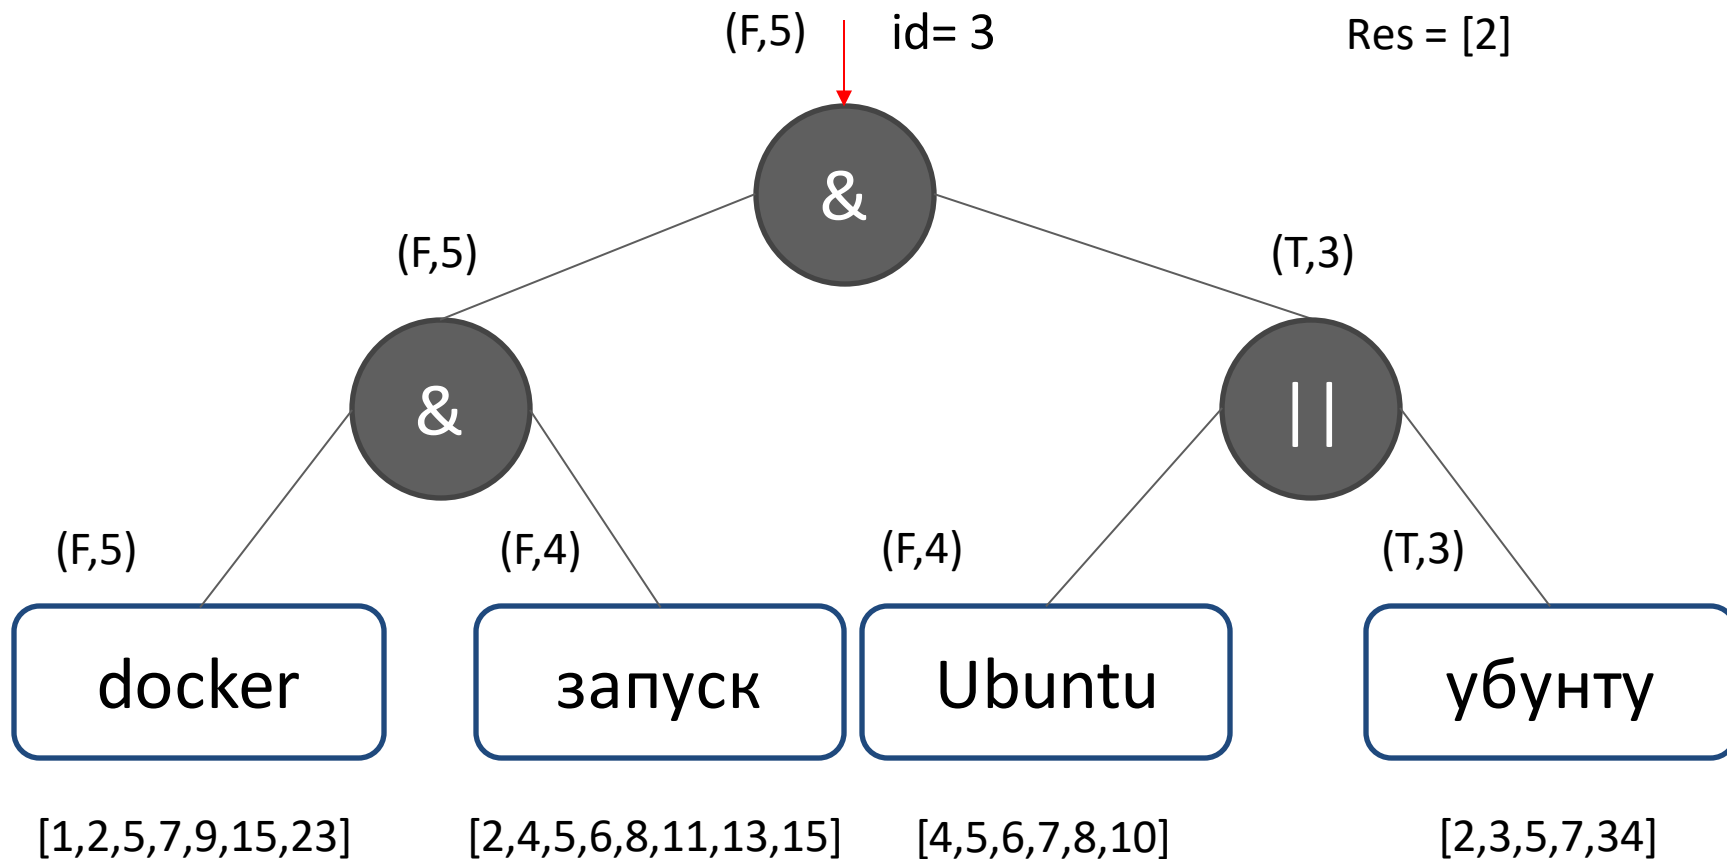 (F,5) id= 3 Res = [2]
&
(F,5) (T,3)
& ||
(F,5) (F,4) (F,4) (T,3)
docker запуск Ubuntu убунту
[1,2,5,7,9,15,23] [2,4,5,6,8,11,13,15] [4,5,6,7,8,10] [2,3,5,7,34]